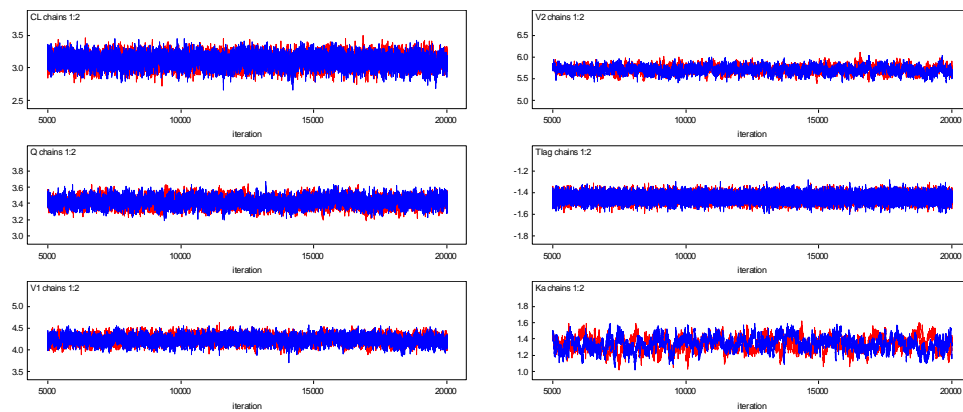 CL chains 1:2
3.5
3.0
2.5
5000 10000 15000 20000
iteration
V2 chains 1:2
6.5
6.0
5.5
5.0
5000 10000 15000 20000
iteration
Q chains 1:2
3.8
3.6
3.4
3.2
3.0
5000 10000 15000 20000
iteration
Tlag chains 1:2
-1.2
-1.4
-1.6
-1.8
5000 10000 15000 20000
iteration
V1 chains 1:2
5.0
4.5
4.0
3.5
5000 10000 15000 20000
iteration
Ka chains 1:2
1.8
1.6
1.4
1.2
1.0
5000 10000 15000 20000
iteration